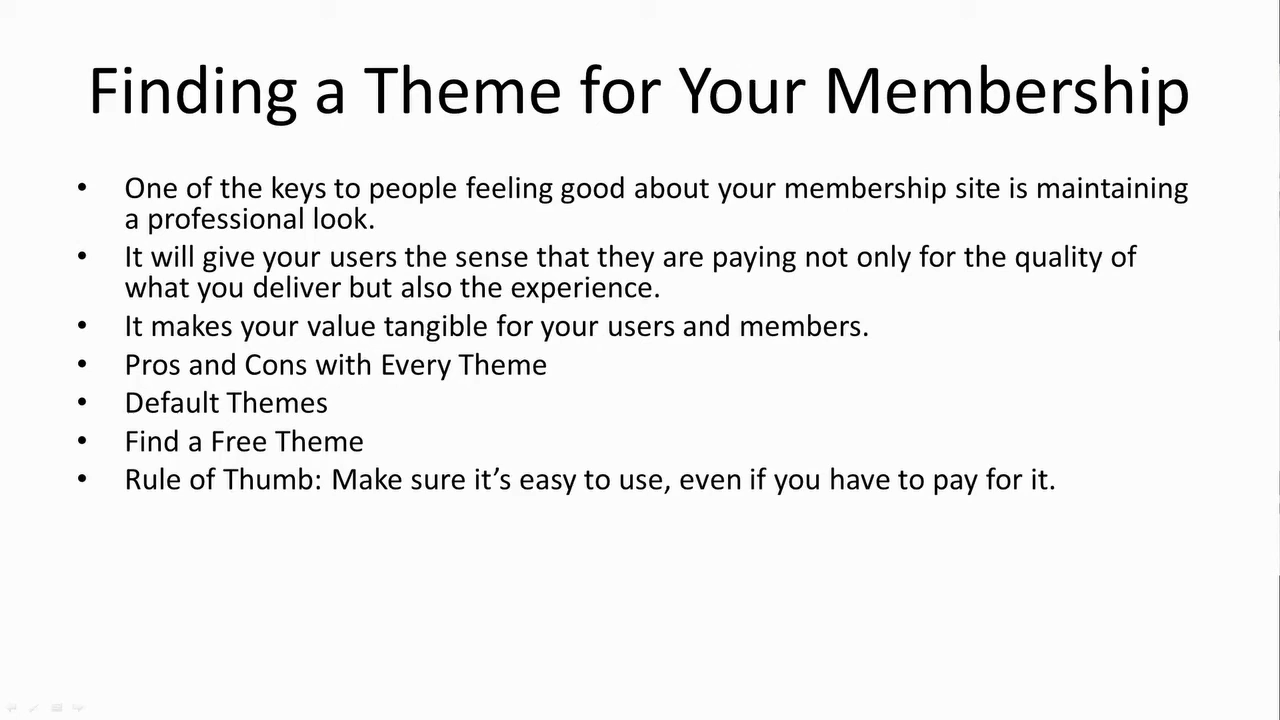 Finding a Theme for Your Membership
• One of the keys to people feeling good about your membership site is maintaining
a professional look.
• It will give your users the sense that they are paying not only for the quality of
what you deliver but also the experience.
• It makes your value tangible for your users and members.
• Pros and Cons with Every Theme
• Default Themes
• Find a Free Theme
• Rule of Thumb: Make sure it’s easy to use, even if you have to pay for it.